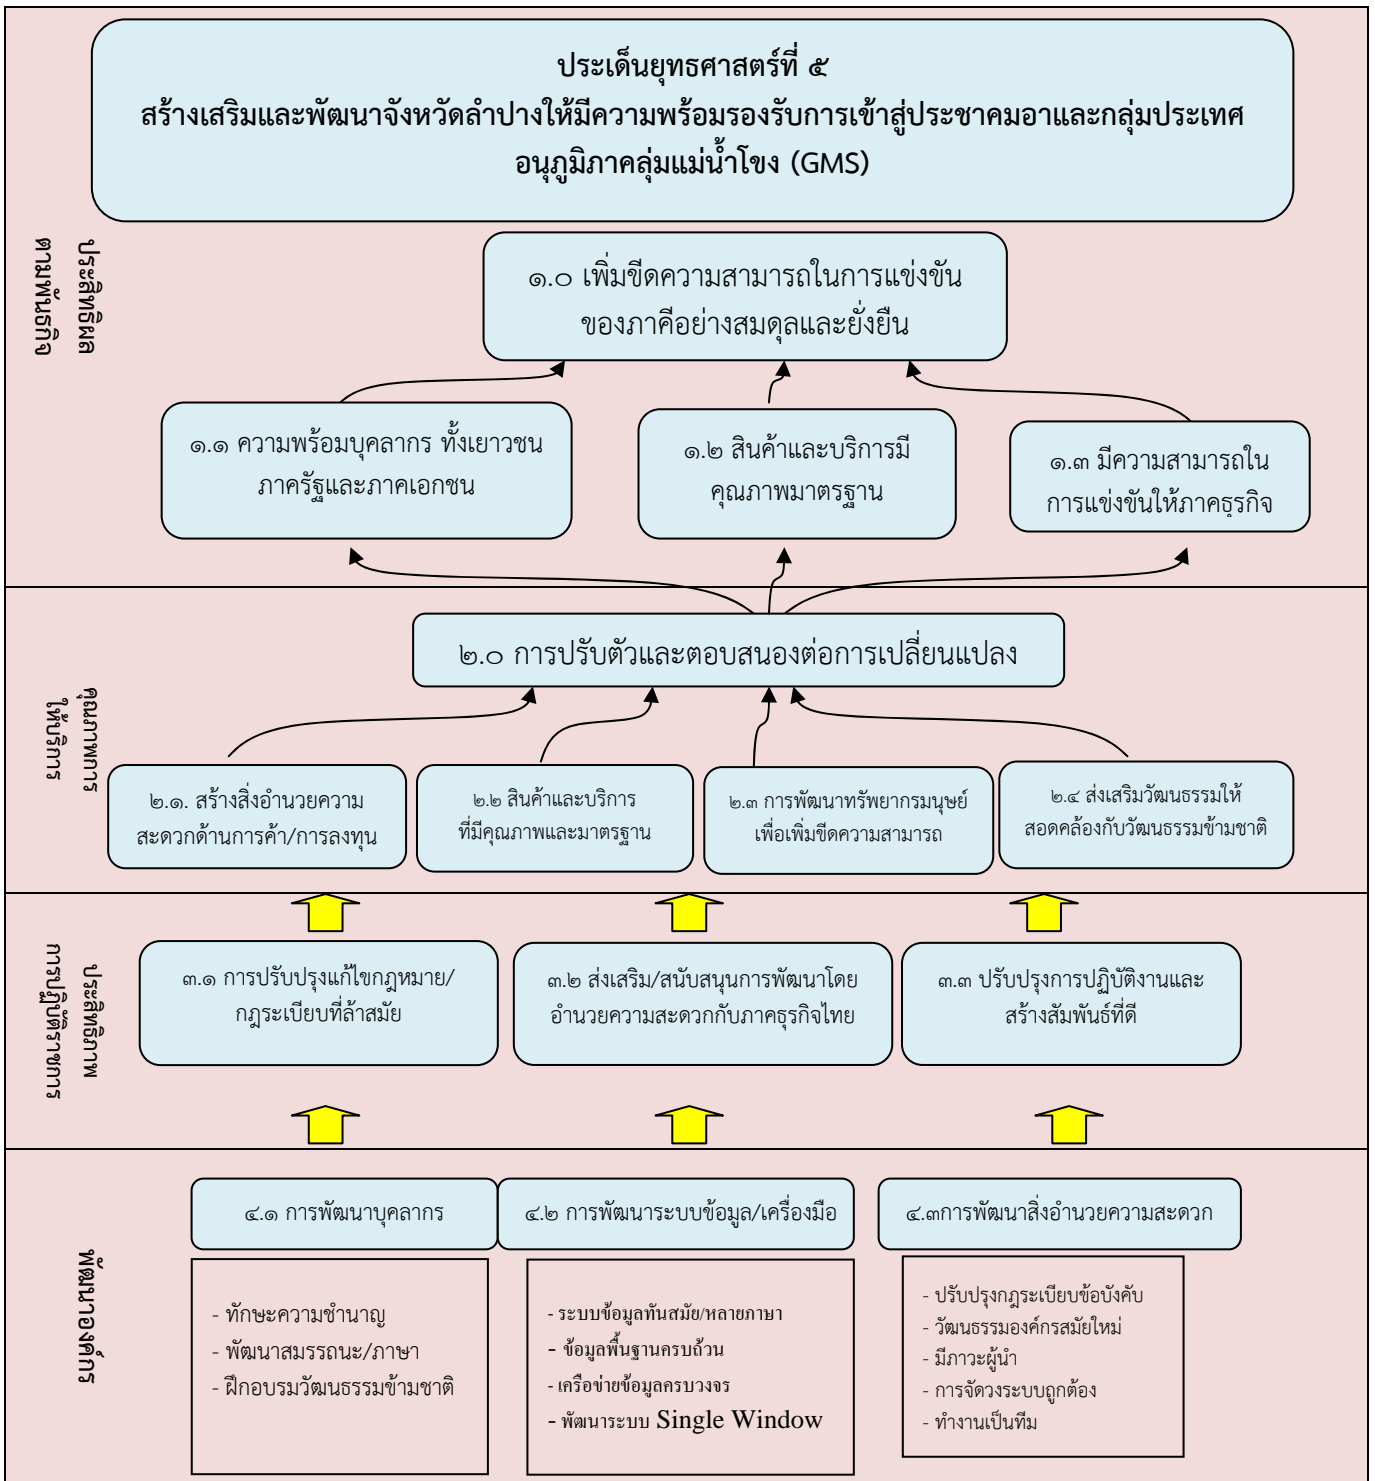 ประเด็นยุทธศาสตร์ที่ ๕
สร้างเสริมและพัฒนาจังหวัดลำปางให้มีความพร้อมรองรับการเข้าสู่ประชาคมอาและกลุ่มประเทศ
อนุภูมิภาคลุ่มแม่น้ำโขง (GMS)
ประสิทธิผล
ตามพันธกิจ
๑.๐ เพิ่มขีดความสามารถในการแข่งขัน
ของภาคีอย่างสมดุลและยั่งยืน
๑.๑ ความพร้อมบุคลากร ทั้งเยาวชน
ภาครัฐและภาคเอกชน
๑.๒ สินค้าและบริการมี
คุณภาพมาตรฐาน
๑.๓ มีความสามารถใน
การแข่งขันให้ภาคธุรกิจ
คุณภาพการ
ให้บริการ
๒.๐ การปรับตัวและตอบสนองต่อการเปลี่ยนแปลง
๒.๑. สร้างสิ่งอำนวยความ
สะดวกด้านการค้า/การลงทุน
๒.๒ สินค้าและบริการ
ที่มีคุณภาพและมาตรฐาน
๒.๓ การพัฒนาทรัพยากรมนุษย์
เพื่อเพิ่มขีดความสามารถ
๒.๔ ส่งเสริมวัฒนธรรมให้
สอดคล้องกับวัฒนธรรมข้ามชาติ
ประสิทธิภาพ
การปฏิบัติราชการ
๓.๑ การปรับปรุงแก้ไขกฎหมาย/
กฎระเบียบที่ล้าสมัย
๓.๒ ส่งเสริม/สนับสนุนการพัฒนาโดย
อำนวยความสะดวกกับภาคธุรกิจไทย
๓.๓ ปรับปรุงการปฏิบัติงานและ
สร้างสัมพันธ์ที่ดี
พัฒนาองค์กร
๔.๑ การพัฒนาบุคลากร
- ทักษะความชำนาญ
- พัฒนาสมรรถนะ/ภาษา
- ฝึกอบรมวัฒนธรรมข้ามชาติ
๔.๒ การพัฒนาระบบข้อมูล/เครื่องมือ
- ระบบข้อมูลทันสมัย/หลายภาษา
- ข้อมูลพื้นฐานครบถ้วน
- เครือข่ายข้อมูลครบวงจร
- พัฒนาระบบ Single Window
๔.๓การพัฒนาสิ่งอำนวยความสะดวก
- ปรับปรุงกฎระเบียบข้อบังคับ
- วัฒนธรรมองค์กรสมัยใหม่
- มีภาวะผู้นำ
- การจัดวงระบบถูกต้อง
- ทำงานเป็นทีม